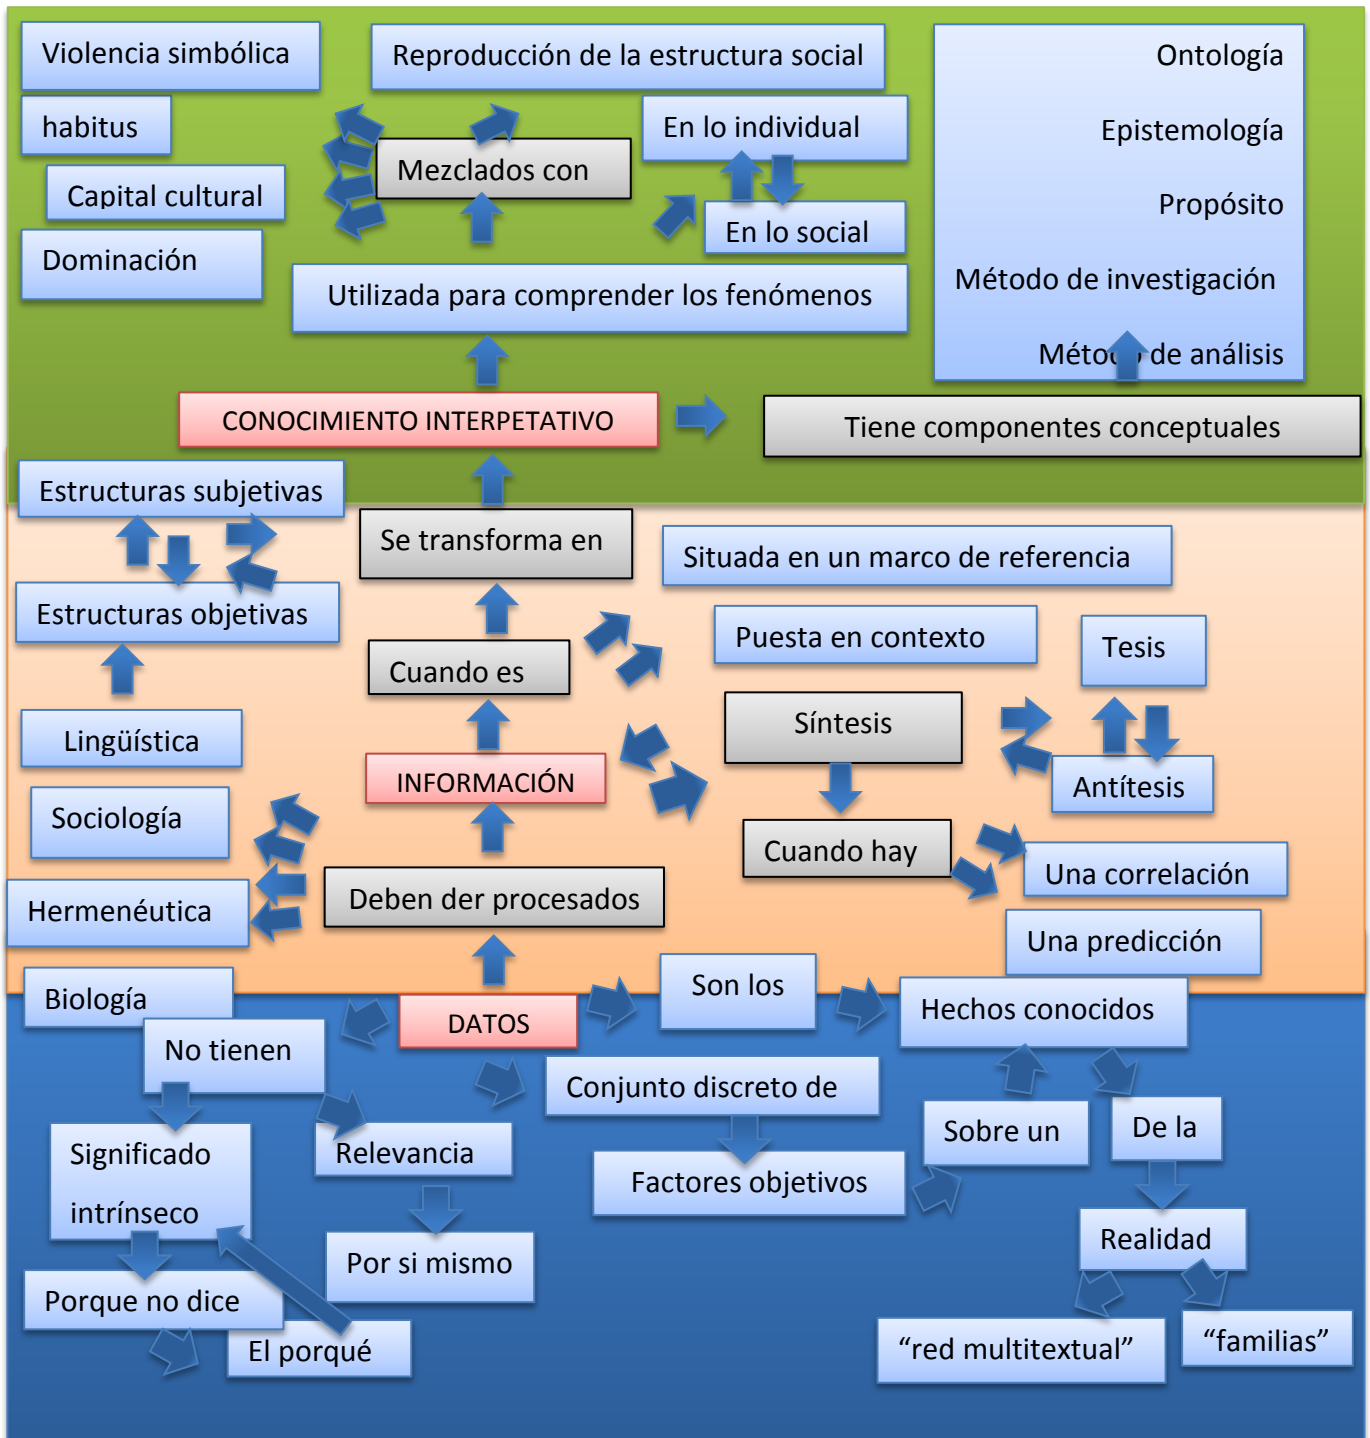 Violencia simbólica
Reproducción de la estructura social
Ontología
habitus
En lo individual
Epistemología
Mezclados con
Capital cultural
Propósito
En lo social
Dominación
Método de investigación
Utilizada para comprender los fenómenos
Método de análisis
CONOCIMIENTO INTERPETATIVO
Tiene componentes conceptuales
Estructuras subjetivas
Se transforma en
Situada en un marco de referencia
Estructuras objetivas
Puesta en contexto
Tesis
Cuando es
Lingüística
Síntesis
INFORMACIÓN
Antítesis
Sociología
Cuando hay
Una correlación
Deben der procesados
Hermenéutica
Una predicción
Biología
Son los
Hechos conocidos
DATOS
No tienen
Conjunto discreto de
Sobre un
De la
Significado
intrínseco
Relevancia
Factores objetivos
Realidad
Por si mismo
Porque no dice
El porqué
“red multitextual”
“familias”